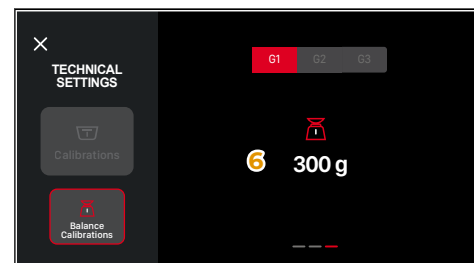 TECHNICAL
SETTINGS
Calibrations
Balance
Calibrations
G1 G2 G3
6 300 g